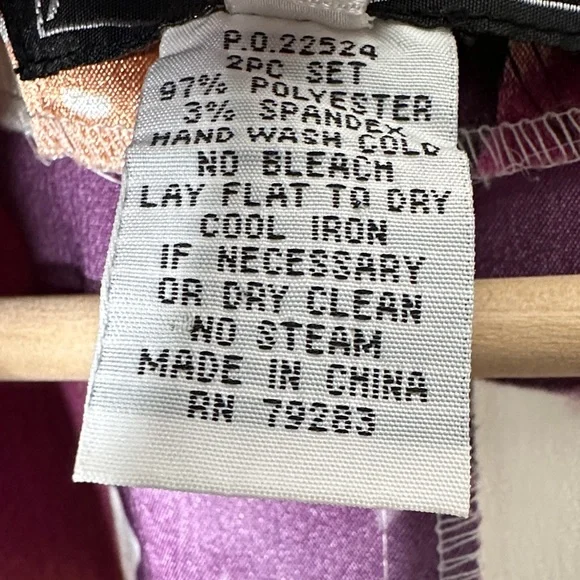 P.O.22524
2PC SET
97% POLYESTER
3% SPANDEX
HAND WASH COLD
NO BLEACH
LAY FLAT TO DRY
COOL IRON
IF NECESSARY
OR DRY CLEAN
NO STEAM
MADE IN CHINA
RN 79283